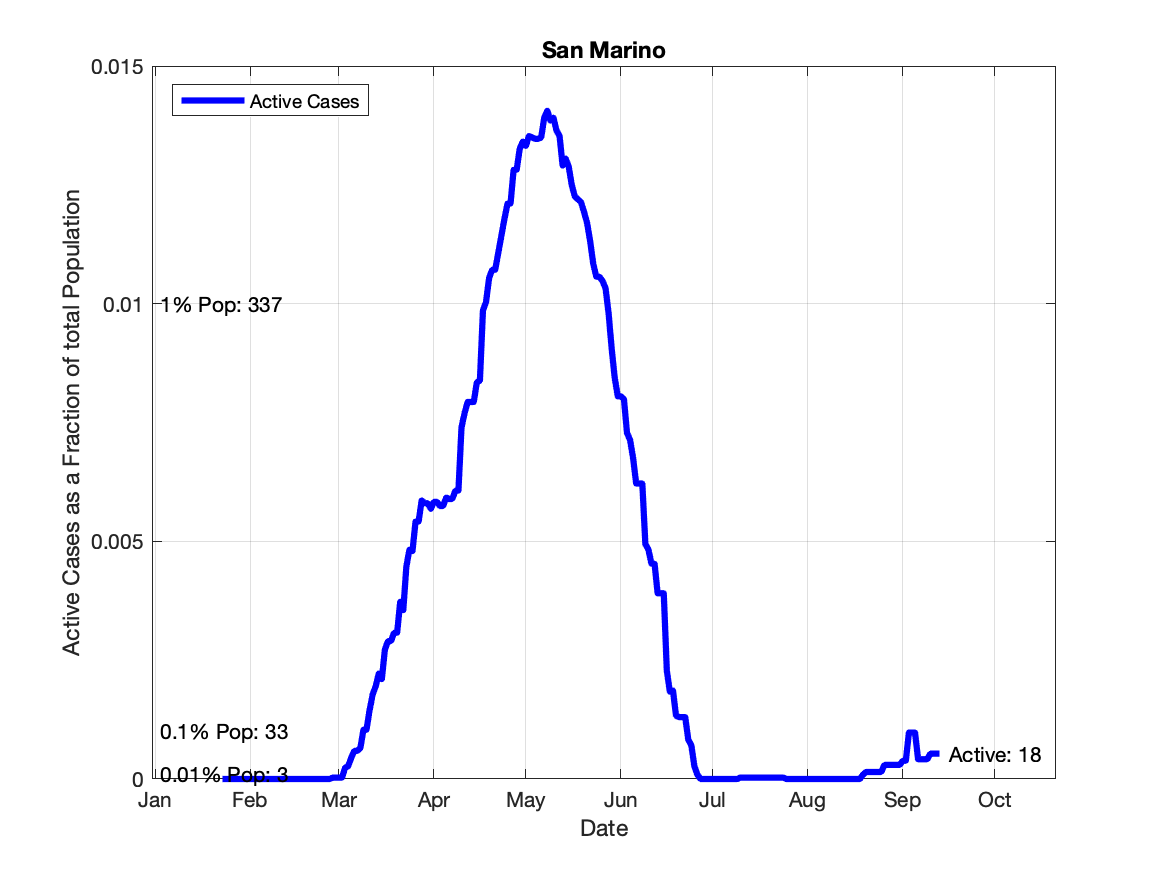 San Marino
Active Cases
0.015
0.01
0.005
0
Active Cases as a Fraction of total Population
1% Pop: 337
0.1% Pop: 33
0.01% Pop: 3
Active: 18
Jan Feb Mar Apr May Jun Jul Aug Sep Oct
Date